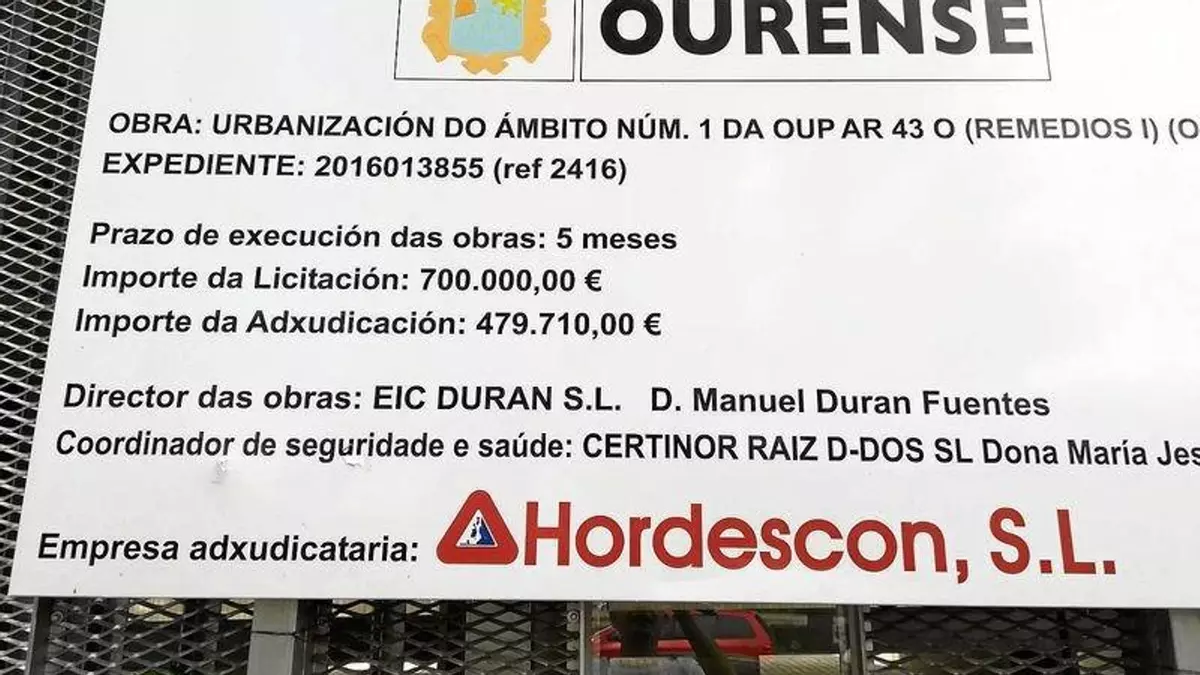 OURENSE
OBRA: URBANIZACIÓN DO ÁMBITO NÚM. 1 DA OUP AR 43 O (REMEDIOS I) (O
EXPEDIENTE: 2016013855 (ref 2416)
Prazo de execución das obras: 5 meses
Importe da Licitación: 700.000,00 €
Importe da Adxudicación: 479.710,00 €
Director das obras: EIC DURAN S.L. D. Manuel Duran Fuentes
Coordinador de seguridade e saúde: CERTINOR RAIZ D-DOS SL Dona María Jes
Empresa adxudicataria: Hordescon, S.L.